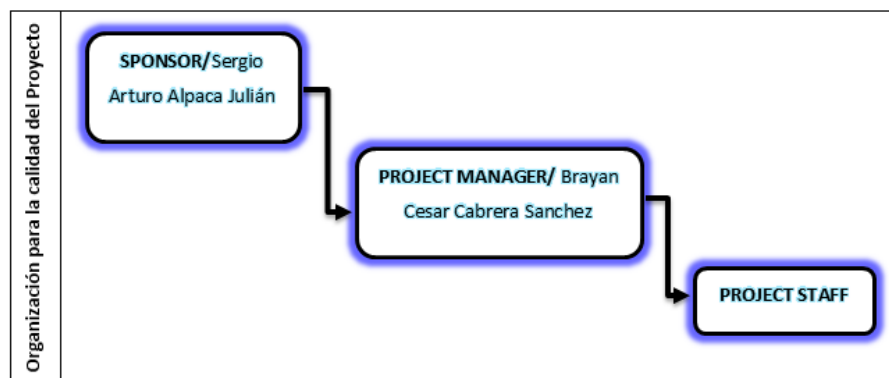 Organización para la calidad del Proyecto
SPONSOR/Sergio
Arturo Alpaca Julián
PROJECT MANAGER/ Brayan
Cesar Cabrera Sanchez
PROJECT STAFF